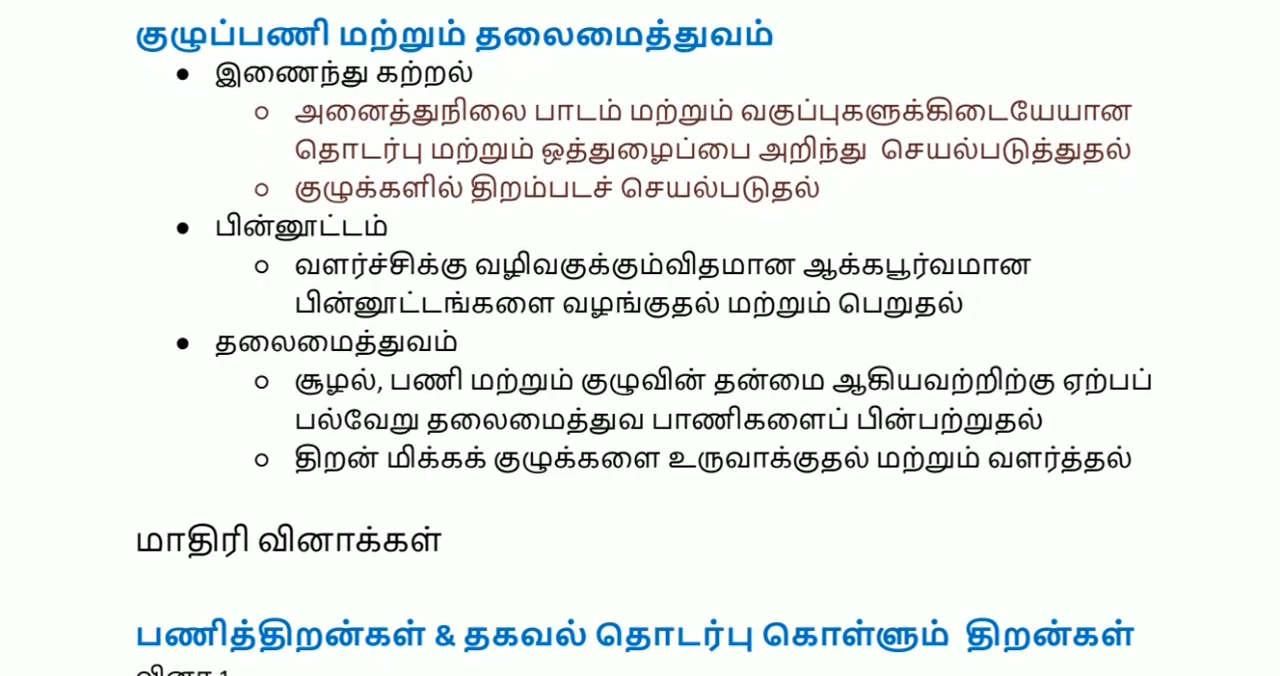 குழுப்பணி மற்றும் தலைமைத்துவம்
● இணைந்து கற்றல்
○ அனைத்துநிலை பாடம் மற்றும் வகுப்புகளுக்கிடையேயான
தொடர்பு மற்றும் ஒத்துழைப்பை அறிந்து செயல்படுத்துதல்
○ குழுக்களில் திறம்படச் செயல்படுதல்
● பின்னூட்டம்
○ வளர்ச்சிக்கு வழிவகுக்கும்விதமான ஆக்கபூர்வமான
பின்னூட்டங்களை வழங்குதல் மற்றும் பெறுதல்
● தலைமைத்துவம்
○ சூழல், பணி மற்றும் குழுவின் தன்மை ஆகியவற்றிற்கு ஏற்பப்
பல்வேறு தலைமைத்துவ பாணிகளைப் பின்பற்றுதல்
○ திறன் மிக்கக் குழுக்களை உருவாக்குதல் மற்றும் வளர்த்தல்
மாதிரி வினாக்கள்
பணித்திறன்கள் & தகவல் தொடர்பு கொள்ளும் திறன்கள்
வினா 1